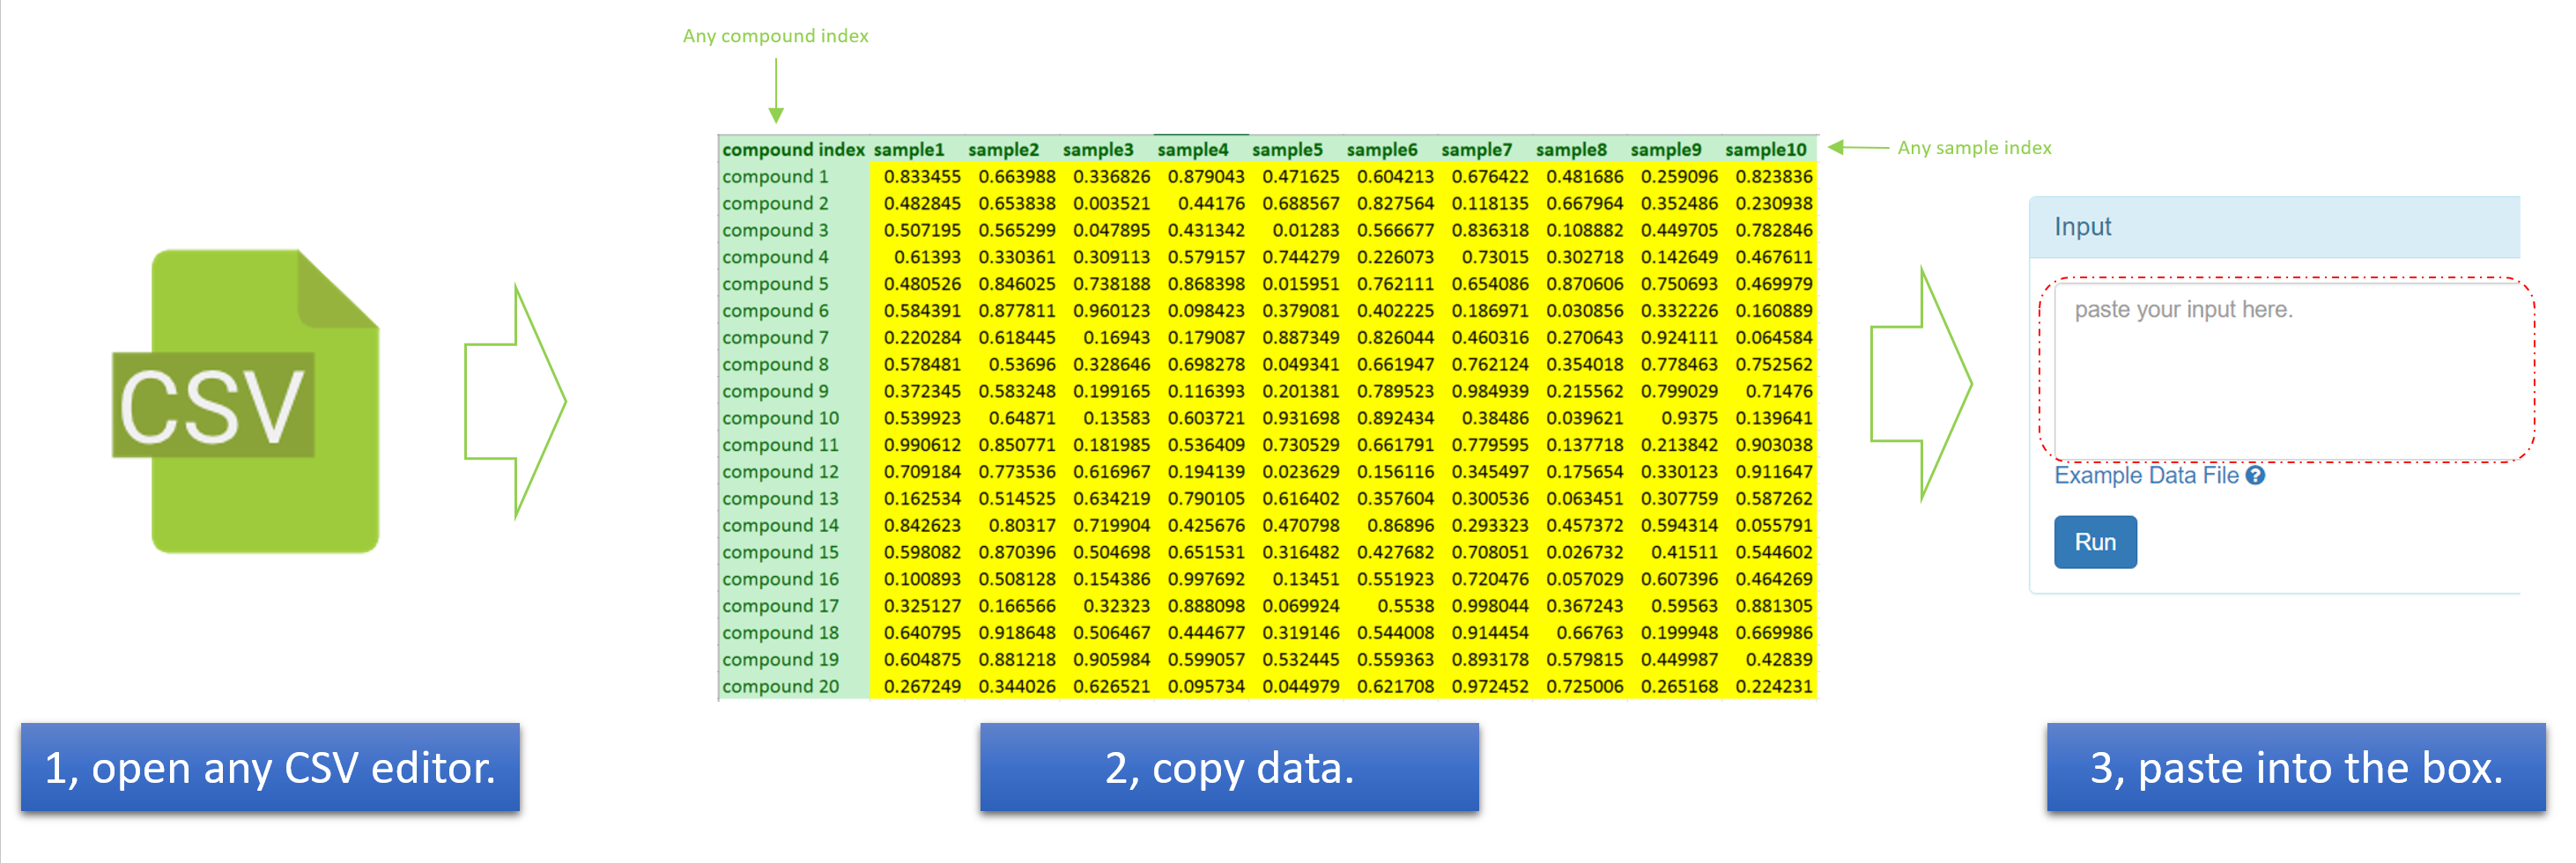 Any compound index
compound index sample1 sample2 sample3 sample4 sample5 sample6 sample7 sample8 sample9 sample10
Any sample index
compound 1 0.833455 0.663988 0.336826 0.879043 0.471625 0.604213 0.676422 0.481686 0.259096 0.823836
compound 2 0.482845 0.653838 0.003521 0.44176 0.688567 0.827564 0.118135 0.667964 0.352486 0.230938
compound 3 0.507195 0.565299 0.047895 0.431342 0.01283 0.566677 0.836318 0.108882 0.449705 0.782846
compound 4 0.61393 0.330361 0.309113 0.579157 0.744279 0.226073 0.73015 0.302718 0.142649 0.467611
compound 5 0.480526 0.846025 0.738188 0.868398 0.015951 0.762111 0.654086 0.870606 0.750693 0.469979
compound 6 0.584391 0.877811 0.960123 0.098423 0.379081 0.402225 0.186971 0.030856 0.332226 0.160889
compound 7 0.220284 0.618445 0.16943 0.179087 0.887349 0.826044 0.460316 0.270643 0.924111 0.064584
compound 8 0.578481 0.53696 0.328646 0.698278 0.049341 0.661947 0.762124 0.354018 0.778463 0.752562
compound 9 0.372345 0.583248 0.199165 0.116393 0.201381 0.789523 0.984939 0.215562 0.799029 0.71476
compound 10 0.539923 0.64871 0.13583 0.603721 0.931698 0.892434 0.38486 0.039621 0.9375 0.139641
compound 11 0.990612 0.850771 0.181985 0.536409 0.730529 0.661791 0.779595 0.137718 0.213842 0.903038
compound 12 0.709184 0.773536 0.616967 0.194139 0.023629 0.156116 0.345497 0.175654 0.330123 0.911647
compound 13 0.162534 0.514525 0.634219 0.790105 0.616402 0.357604 0.300536 0.063451 0.307759 0.587262
compound 14 0.842623 0.80317 0.719904 0.425676 0.470798 0.86896 0.293323 0.457372 0.594314 0.055791
compound 15 0.598082 0.870396 0.504698 0.651531 0.316482 0.427682 0.708051 0.026732 0.41511 0.544602
compound 16 0.100893 0.508128 0.154386 0.997692 0.13451 0.551923 0.720476 0.057029 0.607396 0.464269
compound 17 0.325127 0.166566 0.32323 0.888098 0.069924 0.5538 0.998044 0.367243 0.59563 0.881305
compound 18 0.640795 0.918648 0.506467 0.444677 0.319146 0.544008 0.914454 0.66763 0.199948 0.669986
compound 19 0.604875 0.881218 0.905984 0.599057 0.532445 0.559363 0.893178 0.579815 0.449987 0.42839
compound 20 0.267249 0.344026 0.626521 0.095734 0.044979 0.621708 0.972452 0.725006 0.265168 0.224231
CSV
Input
paste your input here.
Example Data File ?
Run
1, open any CSV editor.
2, copy data.
3, paste into the box.